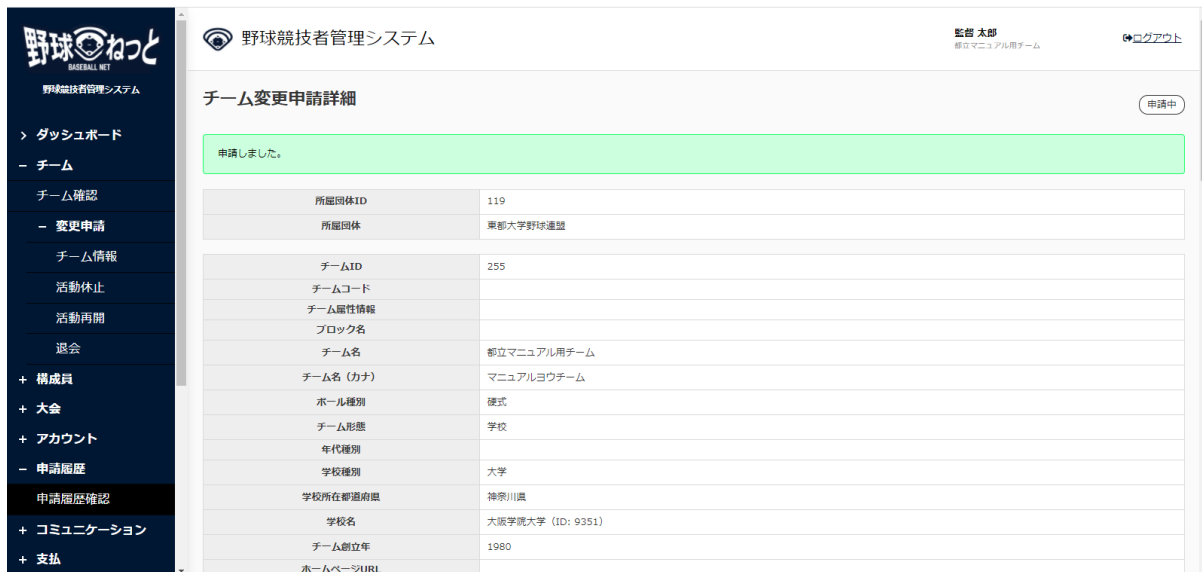 野球ねっと
BASEBALL NET
野球競技者管理システム
> ダッシュボード
− チーム
チーム確認
− 変更申請
チーム情報
活動休止
活動再開
退会
+ 構成員
+ 大会
+ アカウント
− 申請履歴
申請履歴確認
+ コミュニケーション
+ 支払
野球競技者管理システム
監督 太郎
都立マニュアル用チーム
ログアウト
チーム変更申請詳細
申請中
申請しました。
所属団体ID 119
所属団体 東都大学野球連盟
チームID 255
チームコード
チーム属性情報
ブロック名
チーム名 都立マニュアル用チーム
チーム名（カナ） マニュアルヨウチーム
ボール種別 硬式
チーム形態 学校
年代種別
学校種別 大学
学校所在都道府県 神奈川県
学校名 大阪学院大学（ID: 9351）
チーム創立年 1980
ホームページURL